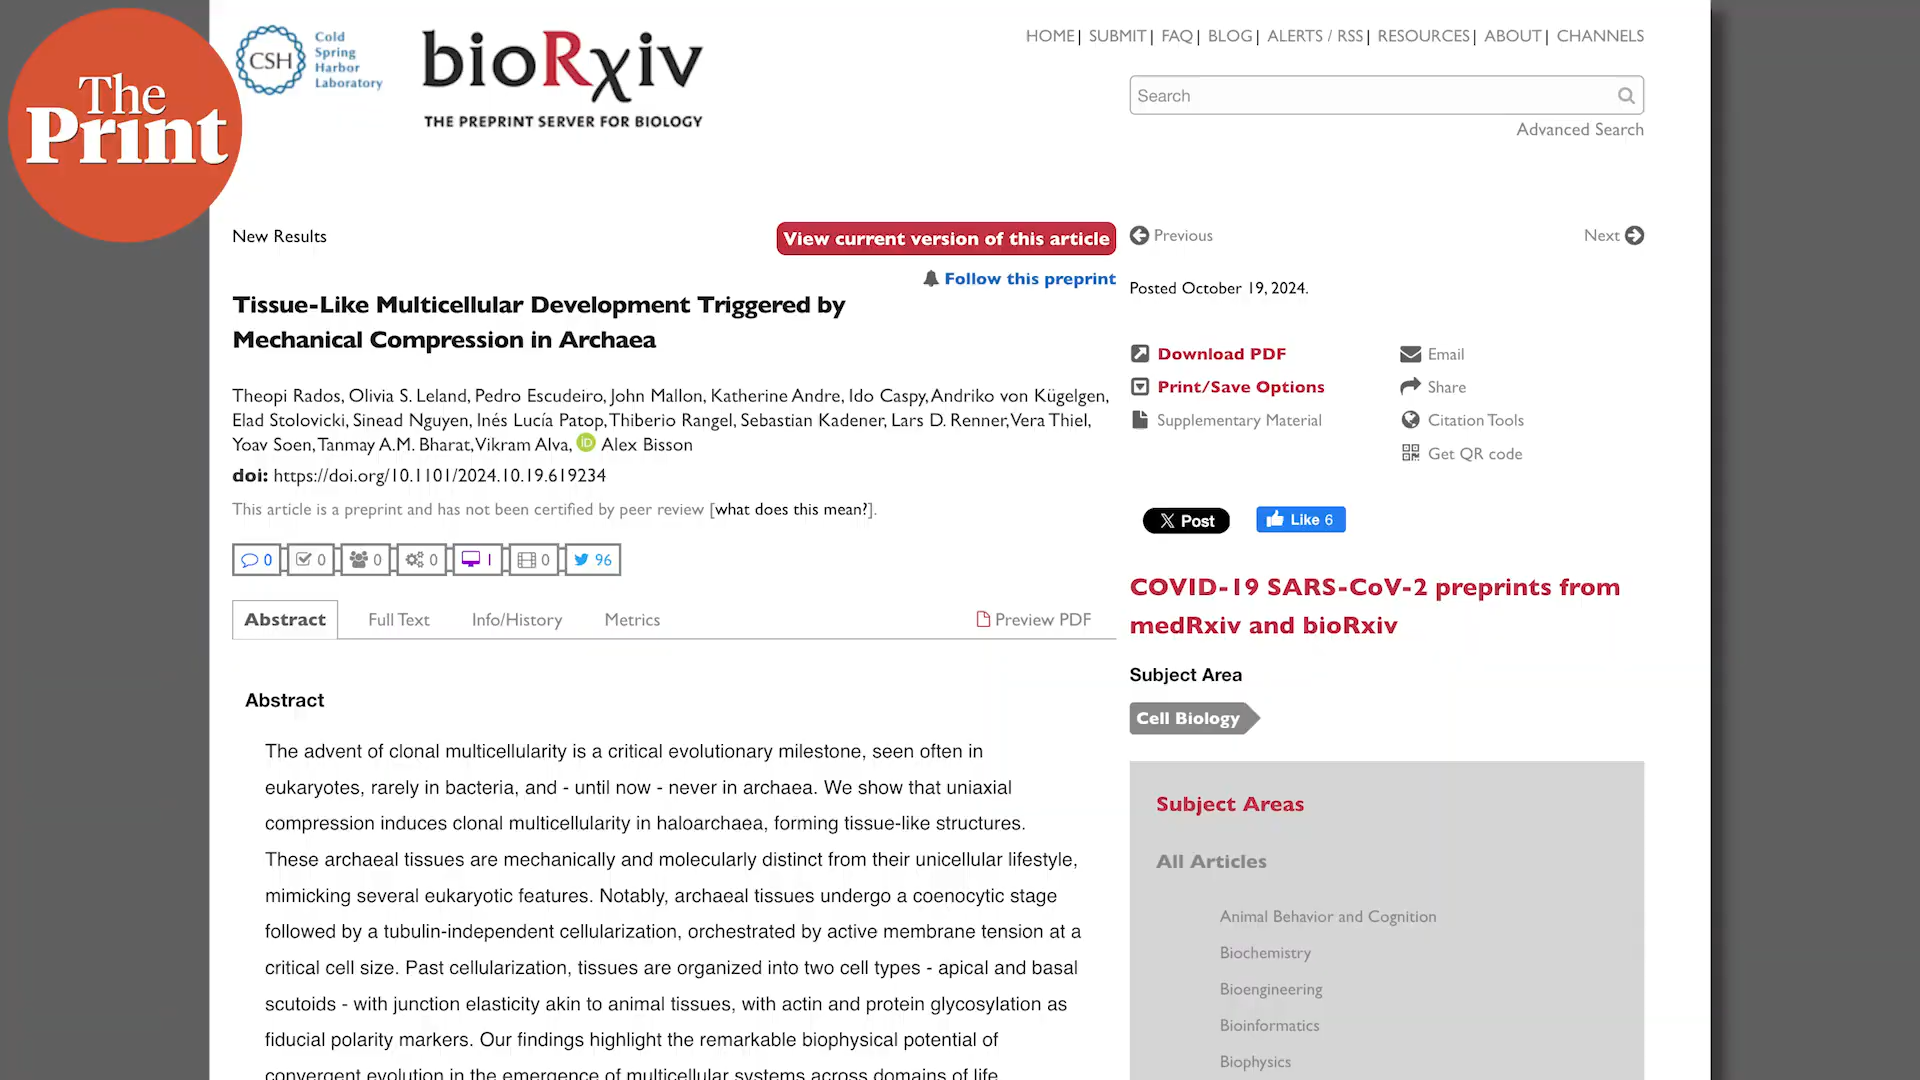 The
Print
CSH
Cold
Spring
Harbor
Laboratory
bioRxiv
THE PREPRINT SERVER FOR BIOLOGY
HOME | SUBMIT | FAQ | BLOG | ALERTS / RSS | RESOURCES | ABOUT | CHANNELS
Search
Advanced Search
New Results
View current version of this article
Follow this preprint
Tissue-Like Multicellular Development Triggered by
Mechanical Compression in Archaea
Theopi Rados, Olivia S. Leland, Pedro Escudeiro, John Mallon, Katherine Andre, Ido Caspy, Andriko von Kügelgen,
Elad Stolovicki, Sinead Nguyen, Inés Lucía Patop, Thiberio Rangel, Sebastian Kadener, Lars D. Renner, Vera Thiel,
Yoav Soen, Tanmay A.M. Bharat, Vikram Alva, iD Alex Bisson
doi: https://doi.org/10.1101/2024.10.19.619234
This article is a preprint and has not been certified by peer review [what does this mean?].
0 0 0 0 1 0 96
Abstract Full Text Info/History Metrics Preview PDF
Abstract
The advent of clonal multicellularity is a critical evolutionary milestone, seen often in
eukaryotes, rarely in bacteria, and - until now - never in archaea. We show that uniaxial
compression induces clonal multicellularity in haloarchaea, forming tissue-like structures.
These archaeal tissues are mechanically and molecularly distinct from their unicellular lifestyle,
mimicking several eukaryotic features. Notably, archaeal tissues undergo a coenocytic stage
followed by a tubulin-independent cellularization, orchestrated by active membrane tension at a
critical cell size. Past cellularization, tissues are organized into two cell types - apical and basal
scutoids - with junction elasticity akin to animal tissues, with actin and protein glycosylation as
fiducial polarity markers. Our findings highlight the remarkable biophysical potential of
convergent evolution in the emergence of multicellular systems across domains of life
Previous Next
Posted October 19, 2024.
Download PDF
Print/Save Options
Supplementary Material
Email
Share
Citation Tools
Get QR code
X Post
Like 6
COVID-19 SARS-CoV-2 preprints from
medRxiv and bioRxiv
Subject Area
Cell Biology
Subject Areas
All Articles
Animal Behavior and Cognition
Biochemistry
Bioengineering
Bioinformatics
Biophysics